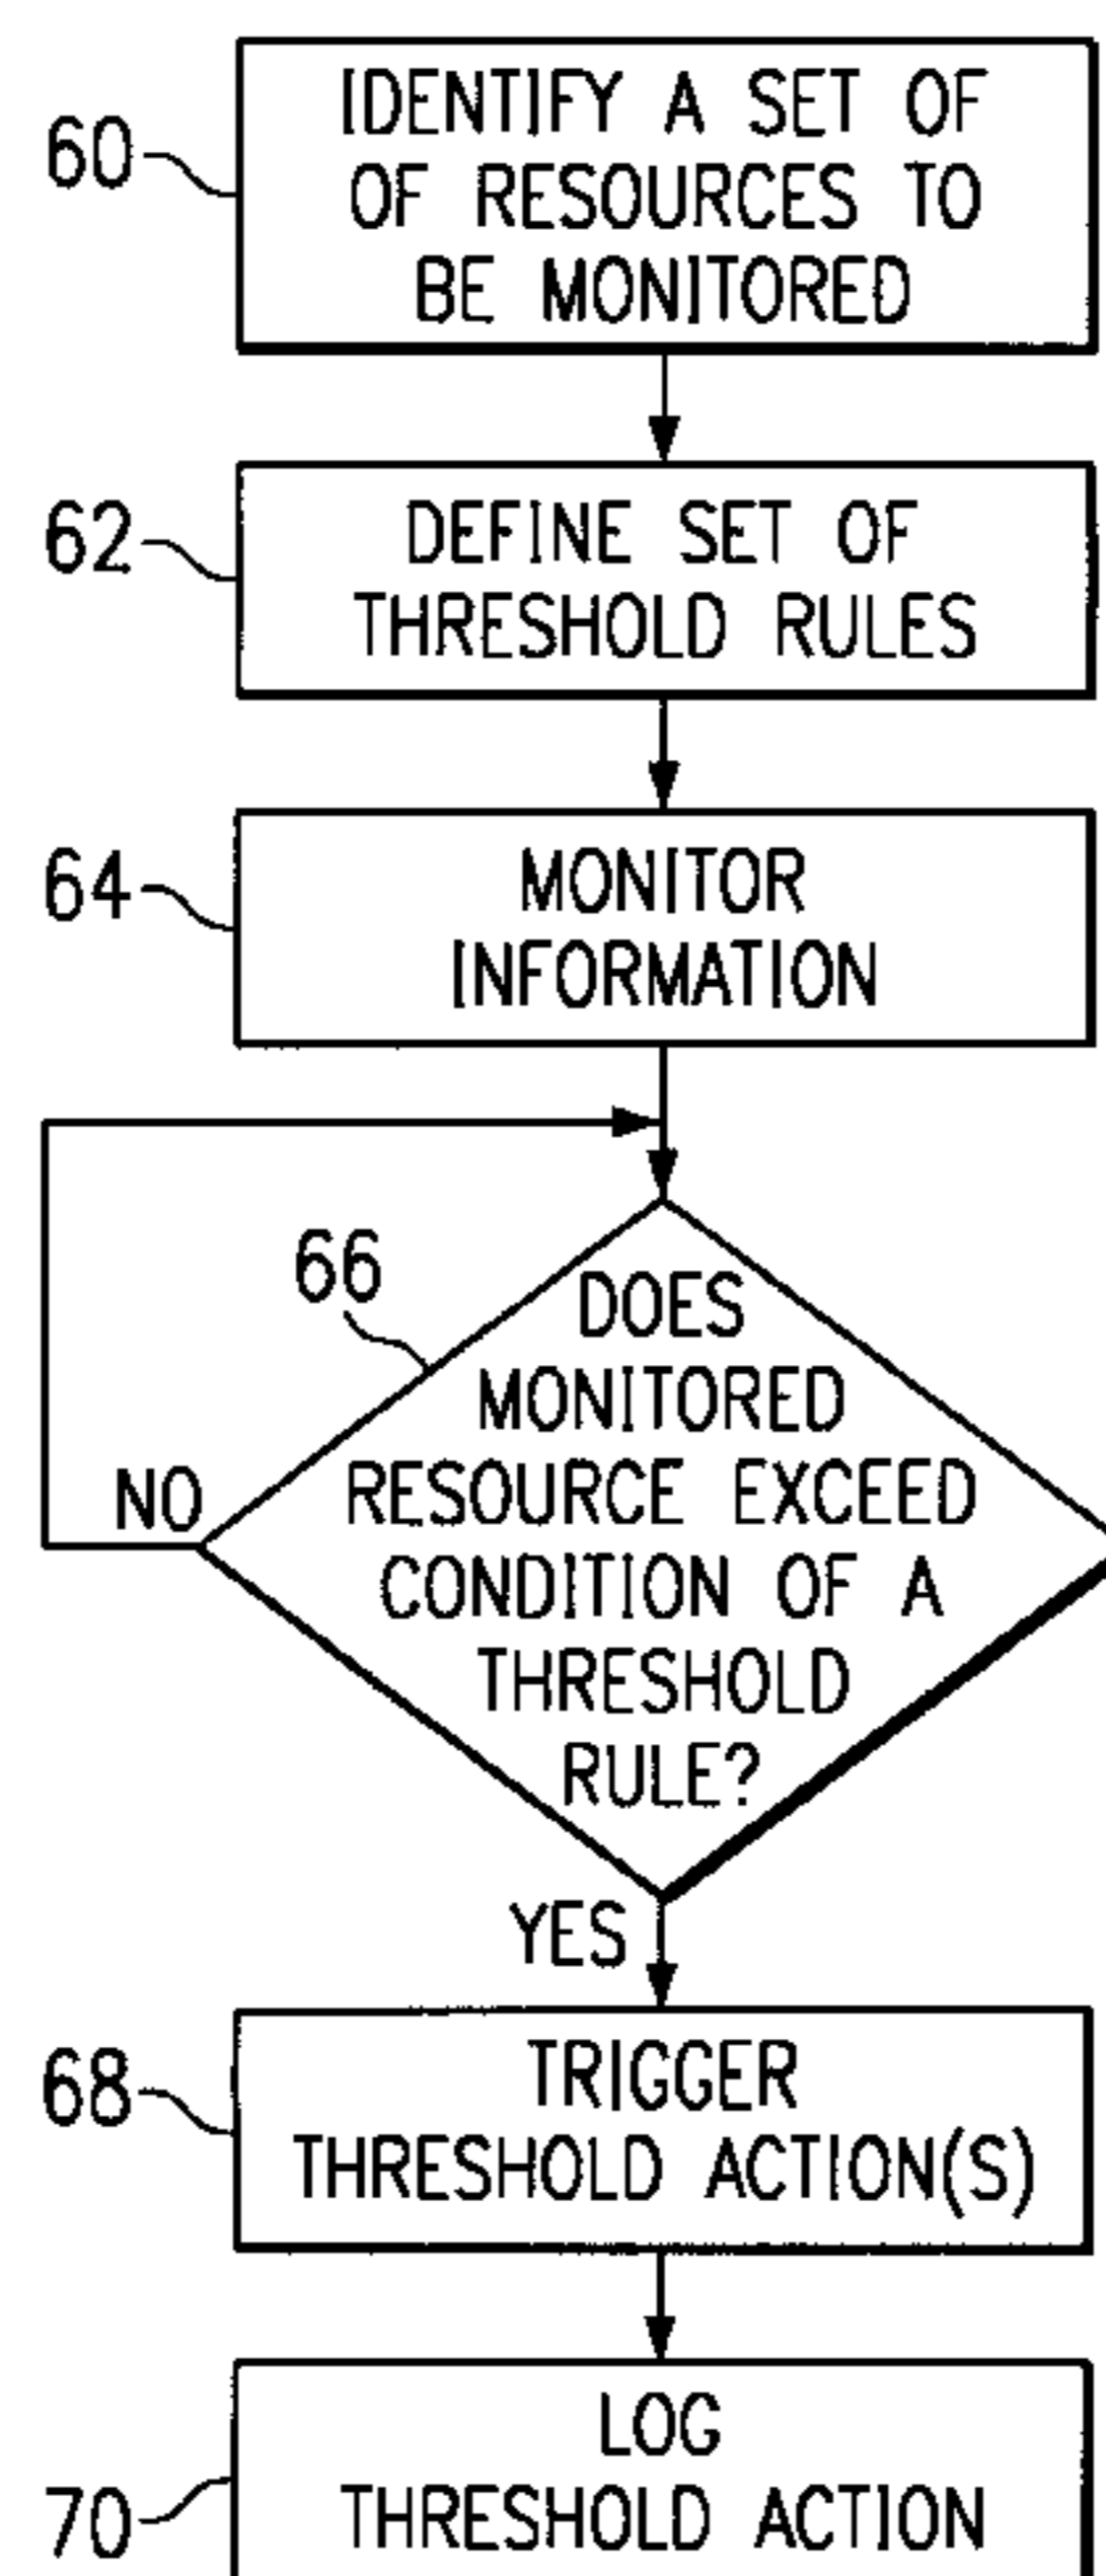 60
IDENTIFY A SET OF
OF RESOURCES TO
BE MONITORED
62
DEFINE SET OF
THRESHOLD RULES
64
MONITOR
INFORMATION
66
DOES
MONITORED
RESOURCE EXCEED
CONDITION OF A
THRESHOLD
RULE?
NO
YES
68
TRIGGER
THRESHOLD ACTION(S)
70
LOG
THRESHOLD ACTION